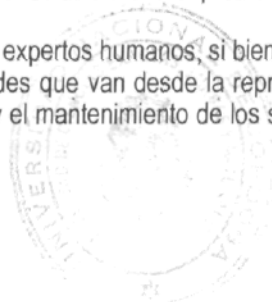 expertos humanos, si bien
des que van desde la repr
y el mantenimiento de los s